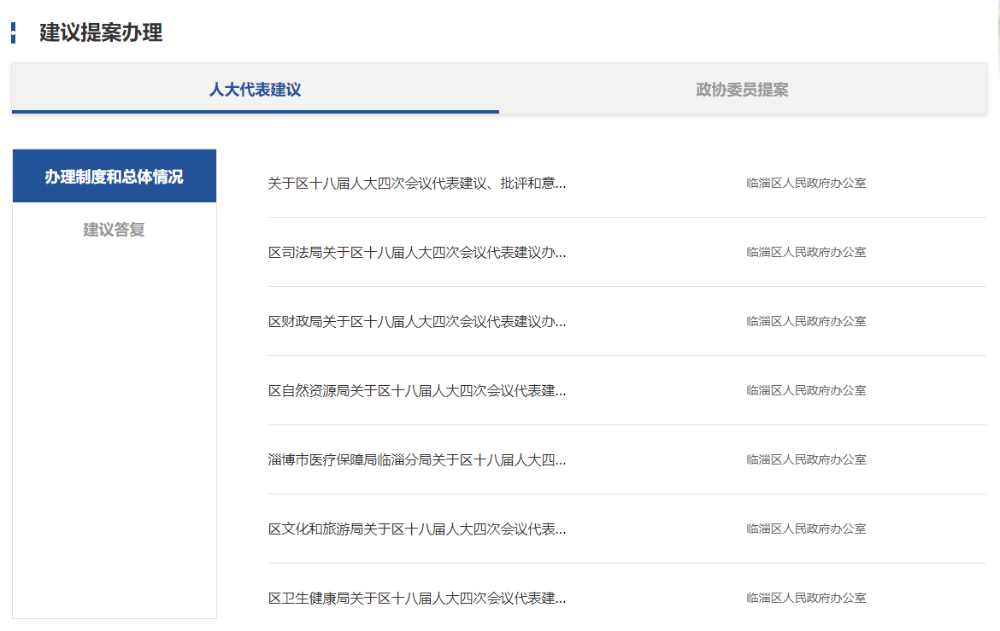 建议提案办理
人大代表建议 政协委员提案
办理制度和总体情况
建议答复
关于区十八届人大四次会议代表建议、批评和意... 临淄区人民政府办公室
区司法局关于区十八届人大四次会议代表建议办... 临淄区人民政府办公室
区财政局关于区十八届人大四次会议代表建议办... 临淄区人民政府办公室
区自然资源局关于区十八届人大四次会议代表建... 临淄区人民政府办公室
淄博市医疗保障局临淄分局关于区十八届人大四... 临淄区人民政府办公室
区文化和旅游局关于区十八届人大四次会议代表... 临淄区人民政府办公室
区卫生健康局关于区十八届人大四次会议代表建... 临淄区人民政府办公室